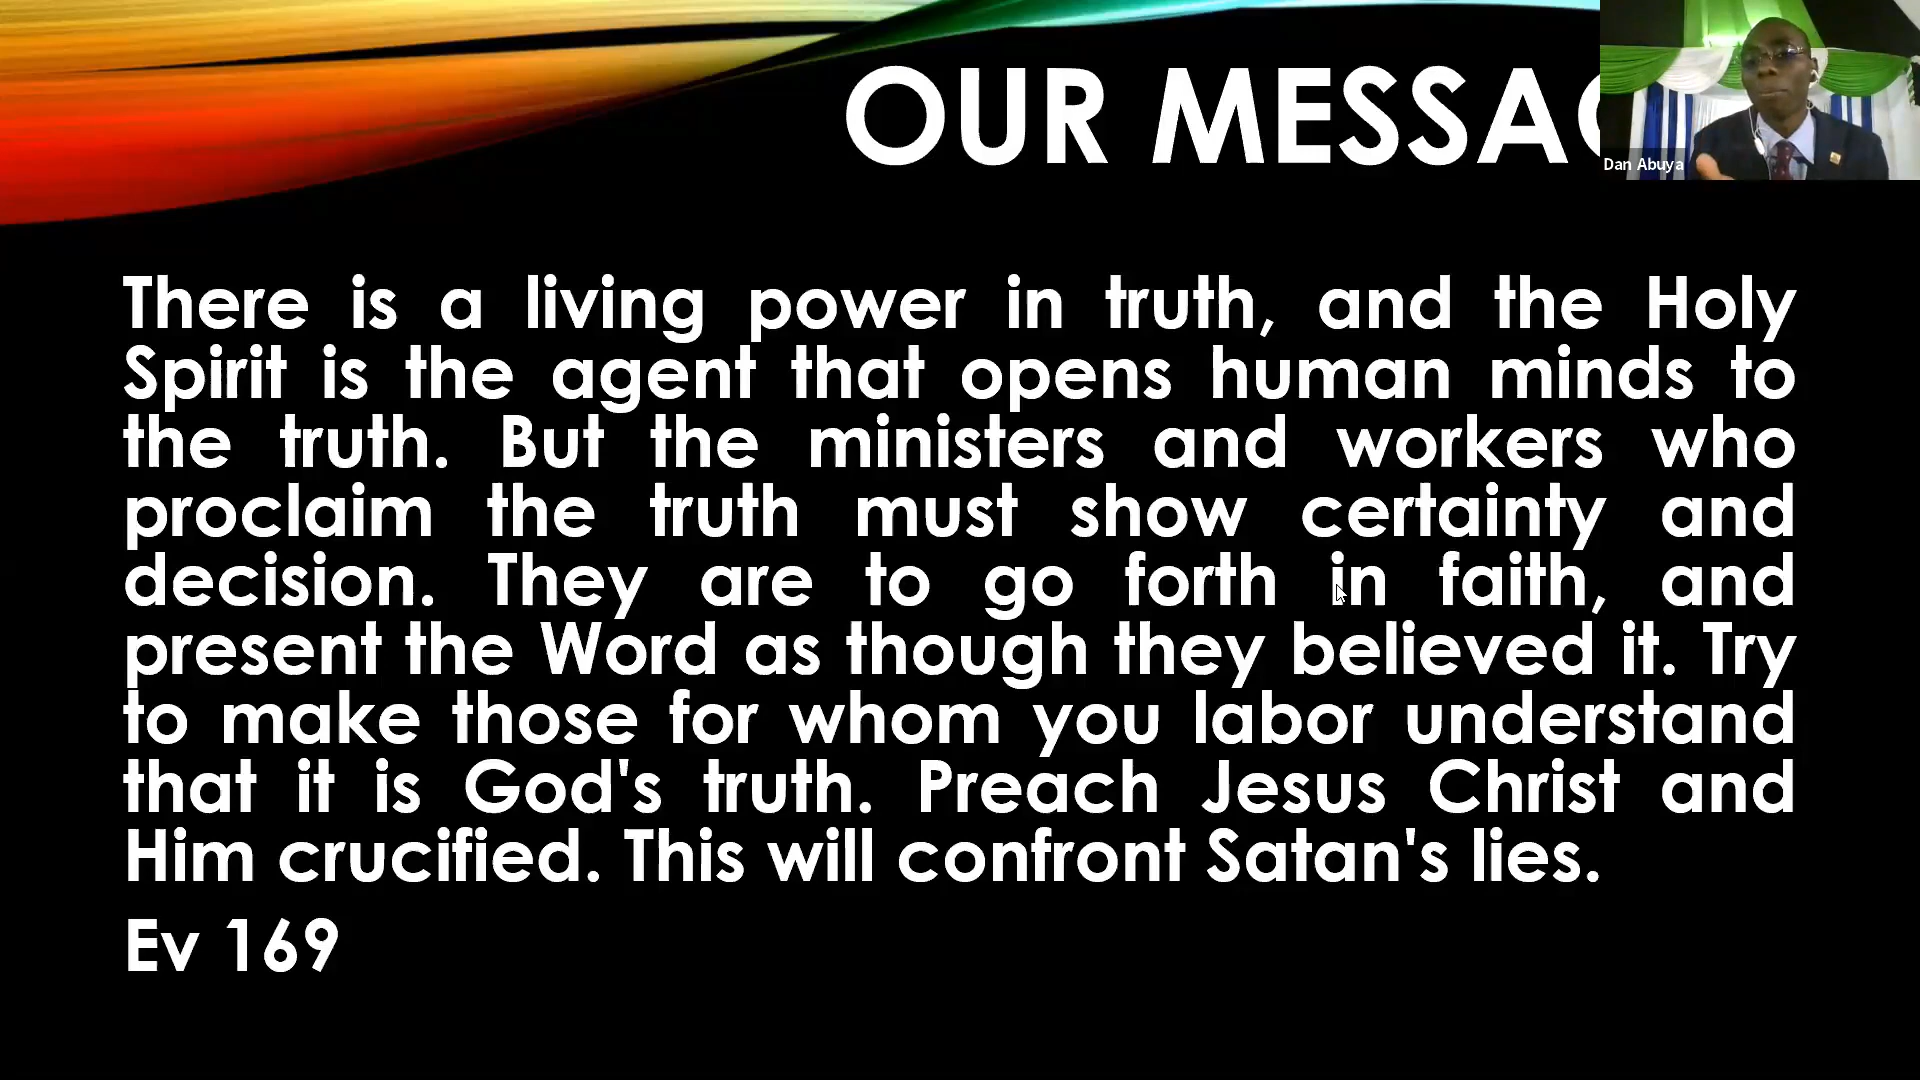 OUR MESSAG
Dan Abuya
There is a living power in truth, and the Holy
Spirit is the agent that opens human minds to
the truth. But the ministers and workers who
proclaim the truth must show certainty and
decision. They are to go forth in faith, and
present the Word as though they believed it. Try
to make those for whom you labor understand
that it is God's truth. Preach Jesus Christ and
Him crucified. This will confront Satan's lies.
Ev 169